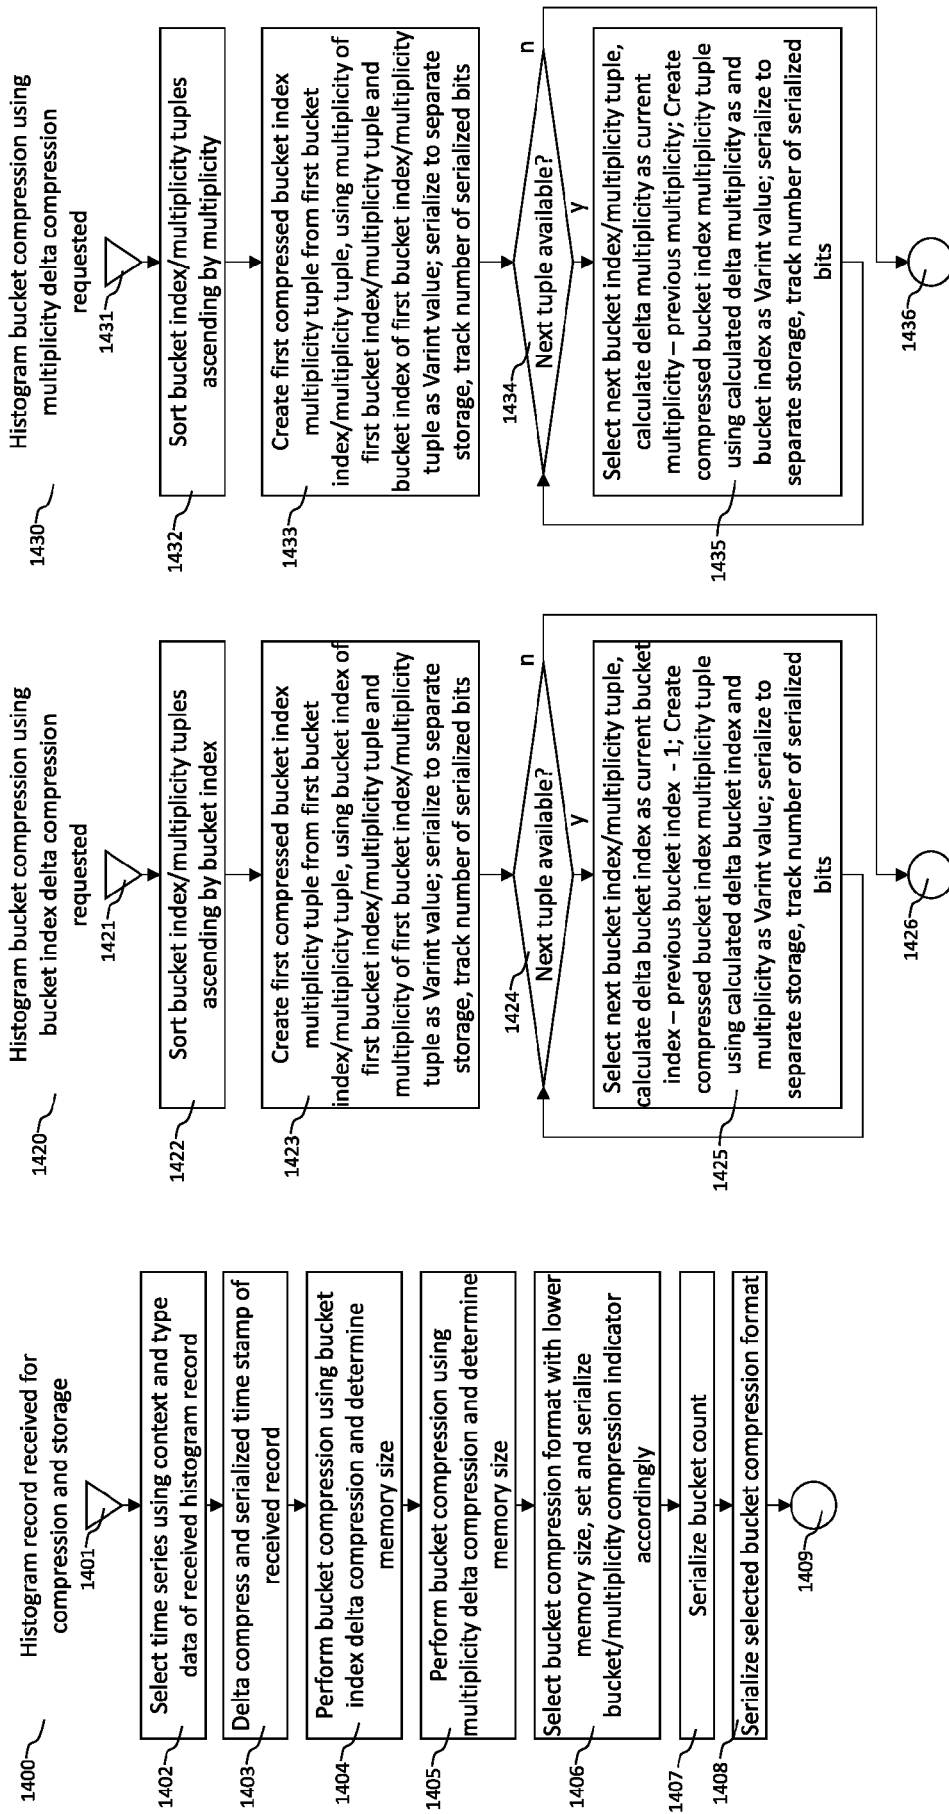 1400
Histogram record received for
compression and storage
1401
1402
Select time series using context and type
data of received histogram record
1403
Delta compress and serialized time stamp of
received record
1404
Perform bucket compression using bucket
index delta compression and determine
memory size
1405
Perform bucket compression using
multiplicity delta compression and determine
memory size
1406
Select bucket compression format with lower
memory size, set and serialize
bucket/multiplicity compression indicator
accordingly
1407
Serialize bucket count
1408
Serialize selected bucket compression format
1409
1420
Histogram bucket compression using
bucket index delta compression
requested
1421
1422
Sort bucket index/multiplicity tuples
ascending by bucket index
1423
Create first compressed bucket index
multiplicity tuple from first bucket
index/multiplicity tuple, using bucket index of
first bucket index/multiplicity tuple and
multiplicity of first bucket index/multiplicity
tuple as Varint value; serialize to separate
storage, track number of serialized bits
1424
Next tuple available?
n
y
1425
Select next bucket index/multiplicity tuple,
calculate delta bucket index as current bucket
index – previous bucket index - 1; Create
compressed bucket index multiplicity tuple
using calculated delta bucket index and
multiplicity as Varint value; serialize to
separate storage, track number of serialized
bits
1426
1430
Histogram bucket compression using
multiplicity delta compression
requested
1431
1432
Sort bucket index/multiplicity tuples
ascending by multiplicity
1433
Create first compressed bucket index
multiplicity tuple from first bucket
index/multiplicity tuple, using multiplicity of
first bucket index/multiplicity tuple and
bucket index of first bucket index/multiplicity
tuple as Varint value; serialize to separate
storage, track number of serialized bits
1434
Next tuple available?
n
y
1435
Select next bucket index/multiplicity tuple,
calculate delta multiplicity as current
multiplicity – previous multiplicity; Create
compressed bucket index multiplicity tuple
using calculated delta multiplicity as and
bucket index as Varint value; serialize to
separate storage, track number of serialized
bits
1436